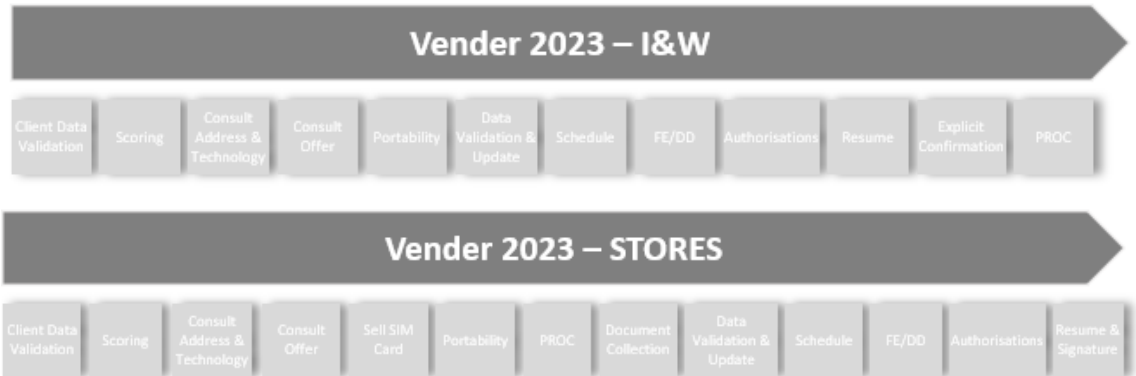 Vender 2023 – I&W
Client Data
Validation
Scoring
Consult
Address &
Technology
Consult
Offer
Portability
Data
Validation &
Update
Schedule
FE/DD
Authorisations
Resume
Explicit
Confirmation
PROC
Vender 2023 – STORES
Client Data
Validation
Scoring
Consult
Address &
Technology
Consult
Offer
Sell SIM
Card
Portability
PROC
Document
Collection
Data
Validation &
Update
Schedule
FE/DD
Authorisations
Resume &
Signature